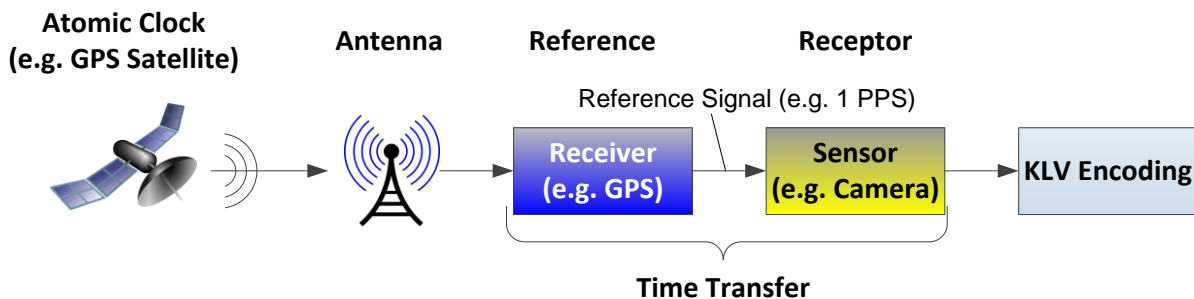 Atomic Clock
(e.g. GPS Satellite)
Antenna
Reference
Receptor
Reference Signal (e.g. 1 PPS)
Receiver
(e.g. GPS)
Sensor
(e.g. Camera)
KLV Encoding
Time Transfer